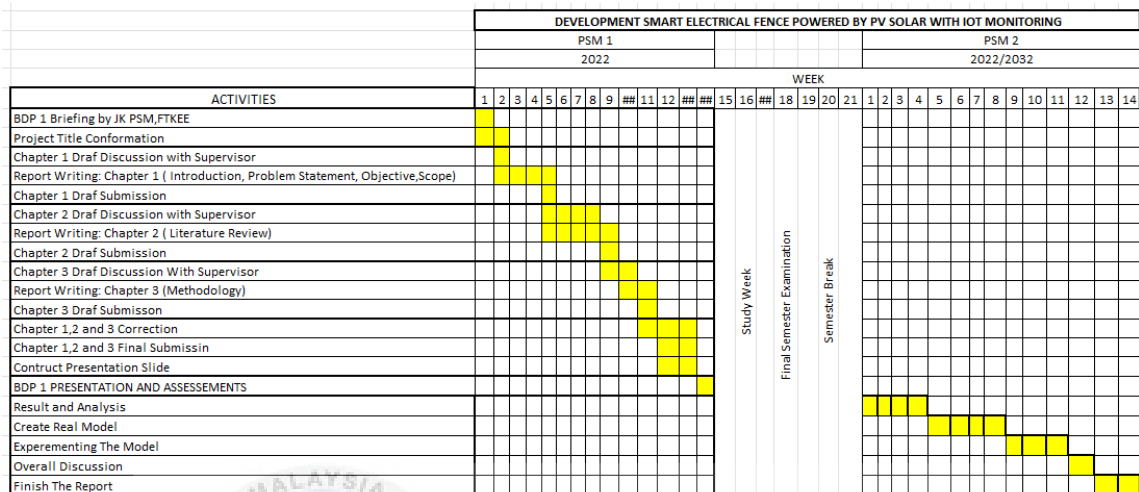 DEVELOPMENT SMART ELECTRICAL FENCE POWERED BY PV SOLAR WITH IOT MONITORING
PSM 1 PSM 2
2022 2022/2032
WEEK
ACTIVITIES 1 2 3 4 5 6 7 8 9 ## 11 12 ## ## 15 16 ## 18 19 20 21 1 2 3 4 5 6 7 8 9 10 11 12 13 14
BDP 1 Briefing by JK PSM,FTKEE
Project Title Conformation
Chapter 1 Draf Discussion with Supervisor
Report Writing: Chapter 1 ( Introduction, Problem Statement, Objective,Scope)
Chapter 1 Draf Submission
Chapter 2 Draf Discussion with Supervisor
Report Writing: Chapter 2 ( Literature Review)
Chapter 2 Draf Submission
Chapter 3 Draf Discussion With Supervisor
Report Writing: Chapter 3 (Methodology)
Chapter 3 Draf Submisson
Chapter 1,2 and 3 Correction
Chapter 1,2 and 3 Final Submissin
Contruct Presentation Slide
BDP 1 PRESENTATION AND ASSESSEMENTS
Result and Analysis
Create Real Model
Experementing The Model
Overall Discussion
Finish The Report
Study Week
Final Semester Examination
Semester Break
MALAYSIA